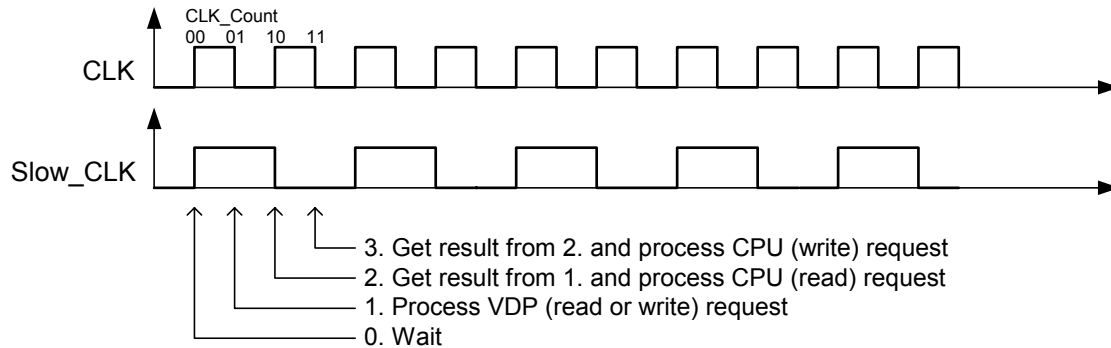 CLK_Count
00 01 10 11
CLK
Slow_CLK
3. Get result from 2. and process CPU (write) request
2. Get result from 1. and process CPU (read) request
1. Process VDP (read or write) request
0. Wait